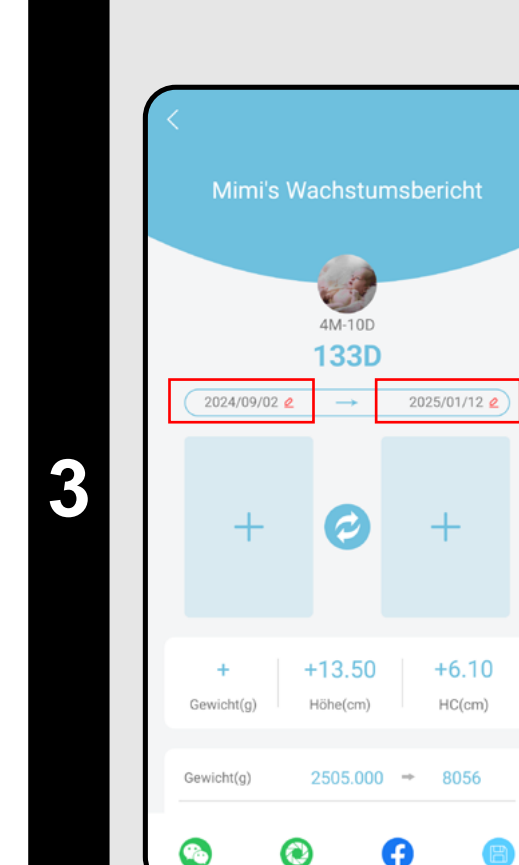 3
Mimi's Wachstumsbericht
4M-10D
133D
2024/09/02 → 2025/01/12
+ +
+ +13.50 +6.10
Gewicht(g) Höhe(cm) HC(cm)
Gewicht(g) 2505.000 → 8056